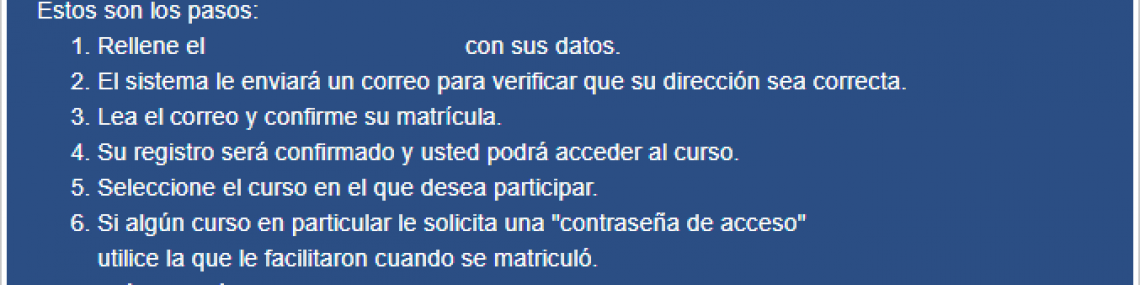 Estos son los pasos:
1. Rellene el con sus datos.
2. El sistema le enviará un correo para verificar que su dirección sea correcta.
3. Lea el correo y confirme su matrícula.
4. Su registro será confirmado y usted podrá acceder al curso.
5. Seleccione el curso en el que desea participar.
6. Si algún curso en particular le solicita una "contraseña de acceso"
utilice la que le facilitaron cuando se matriculó.